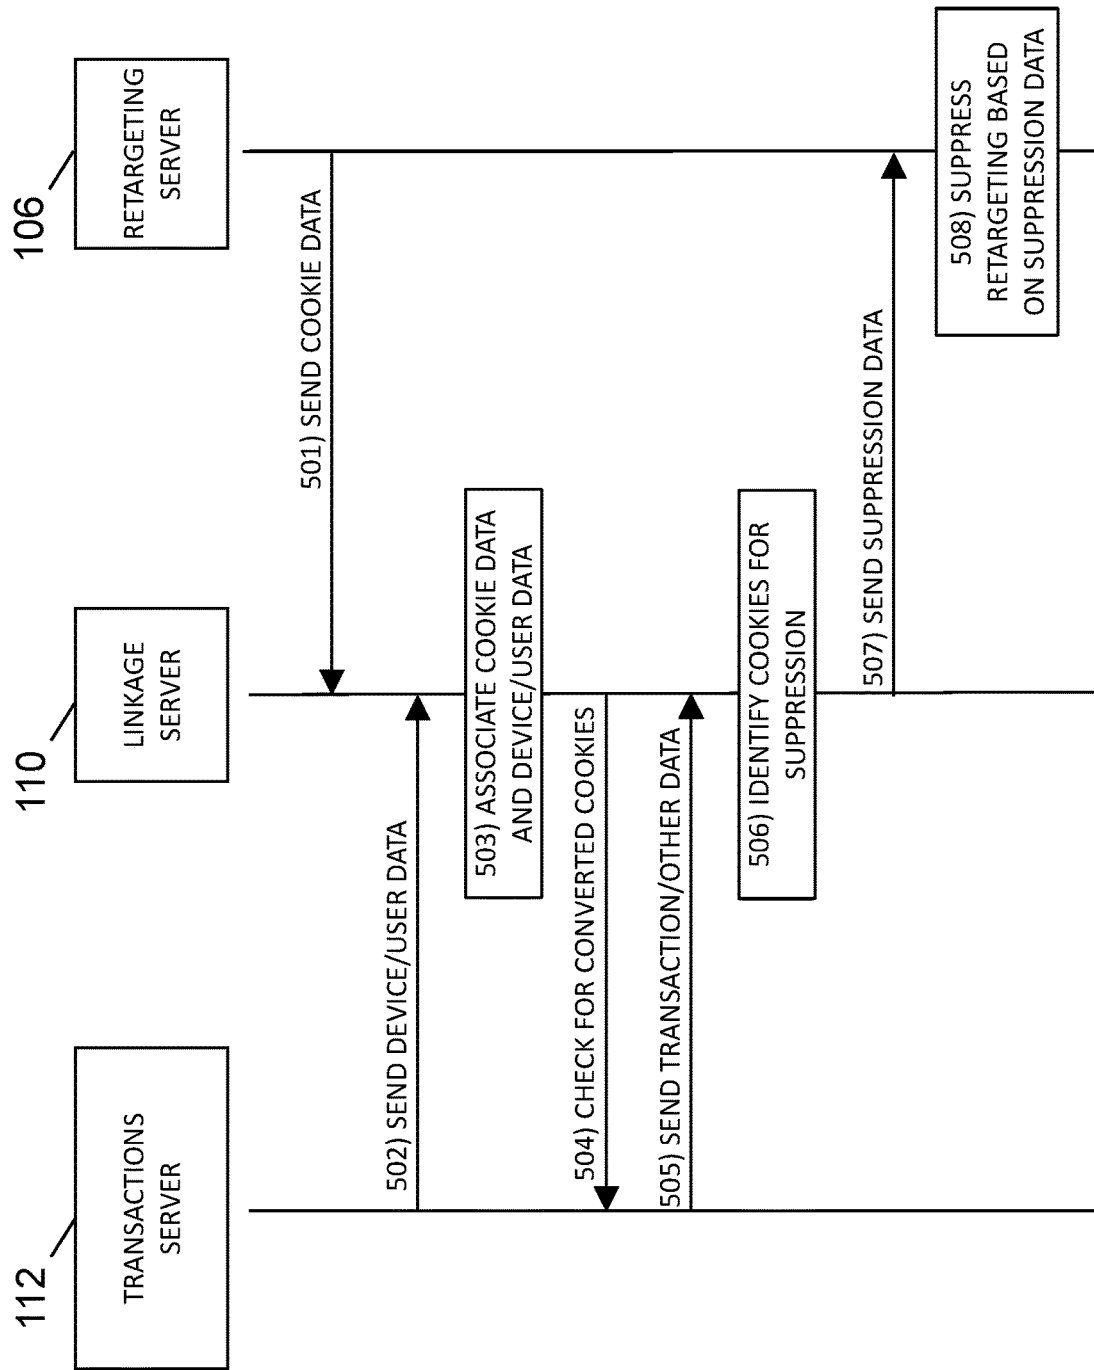 112
TRANSACTIONS
SERVER
110
LINKAGE
SERVER
106
RETARGETING
SERVER
501) SEND COOKIE DATA
502) SEND DEVICE/USER DATA
503) ASSOCIATE COOKIE DATA
AND DEVICE/USER DATA
504) CHECK FOR CONVERTED COOKIES
505) SEND TRANSACTION/OTHER DATA
506) IDENTIFY COOKIES FOR
SUPPRESSION
507) SEND SUPPRESSION DATA
508) SUPPRESS
RETARGETING BASED
ON SUPPRESSION DATA